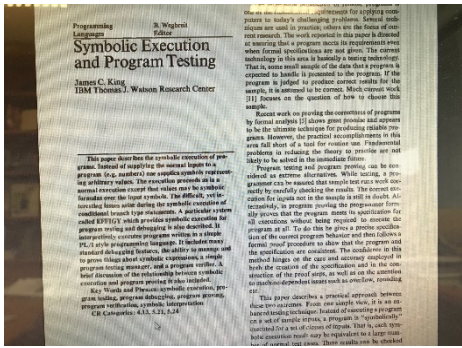 Programming
Languages
B. Wegbreit
Editor
Symbolic Execution
and Program Testing
James C. King
IBM Thomas J. Watson Research Center
This paper describes the symbolic execution of pro-
grams. Instead of supplying the normal inputs to a
program (e.g. numbers) one supplies symbols repre-
senting arbitrary values. The execution proceeds as in a
normal execution except that values may be symbolic
formulas over the input symbols. The difficult, yet in-
teresting issues arise during the symbolic execution of
conditional branch type statements. A particular system
called EFFIGY which provides symbolic execution for
program testing and debugging is also described. It
interpretively executes programs written in a simple
PL/I style programming language. It includes many
standard debugging features, the ability to manage and
to prove things about symbolic expressions, a simple
program testing manager, and a program verifier. A
brief discussion of the relationship between symbolic
execution and program proving is also included.
Key Words and Phrases: symbolic execution, pro-
gram testing, program debugging, program proving,
program verification, symbolic interpretation
CR Categories: 4.13, 5.21, 5.24
requirements for applying com-
puters to today's challenging problems. Several tech-
niques are used in practice; others are the focus of cur-
rent research. The work reported in this paper is directed
at ensuring that a program meets its requirements even
when formal specifications are not given. The current
technology in this area is basically a testing technology.
That is, some small sample of the data that a program is
expected to handle is presented to the program. If the
program is judged to produce correct results for the
sample, it is assumed to be correct. Much current work
[11] focuses on the question of how to choose this
sample.
Recent work on proving the correctness of programs
by formal analysis [5] shows great promise and appears
to be the ultimate technique for producing reliable pro-
grams. However, the practical accomplishments in this
area fall short of a tool for routine use. Fundamental
problems in reducing the theory to practice are not
likely to be solved in the immediate future.
Program testing and program proving can be con-
sidered as extreme alternatives. While testing, a pro-
grammer can be assured that sample test runs work cor-
rectly by carefully checking the results. The correct exe-
cution for inputs not in the sample is still in doubt. Al-
ternatively, in program proving the programmer form-
ally proves that the program meets its specification for
all executions without being required to execute the
program at all. To do this he gives a precise specifica-
tion of the correct program behavior and then follows a
formal proof procedure to show that the program and
the specification are consistent. The confidence in this
method hinges on the care and accuracy employed in
both the creation of the specification and in the con-
struction of the proof steps, as well as on the attention
to machine-dependent issues such as overflow, rounding
etc.
This paper describes a practical approach between
these two extremes. From one simple view, it is an en-
hanced testing technique. Instead of executing a program
on a set of sample inputs, a program is "symbolically"
executed for a set of classes of inputs. That is, each sym-
bolic execution result may be equivalent to a large num-
ber of normal test cases. These results can be checked